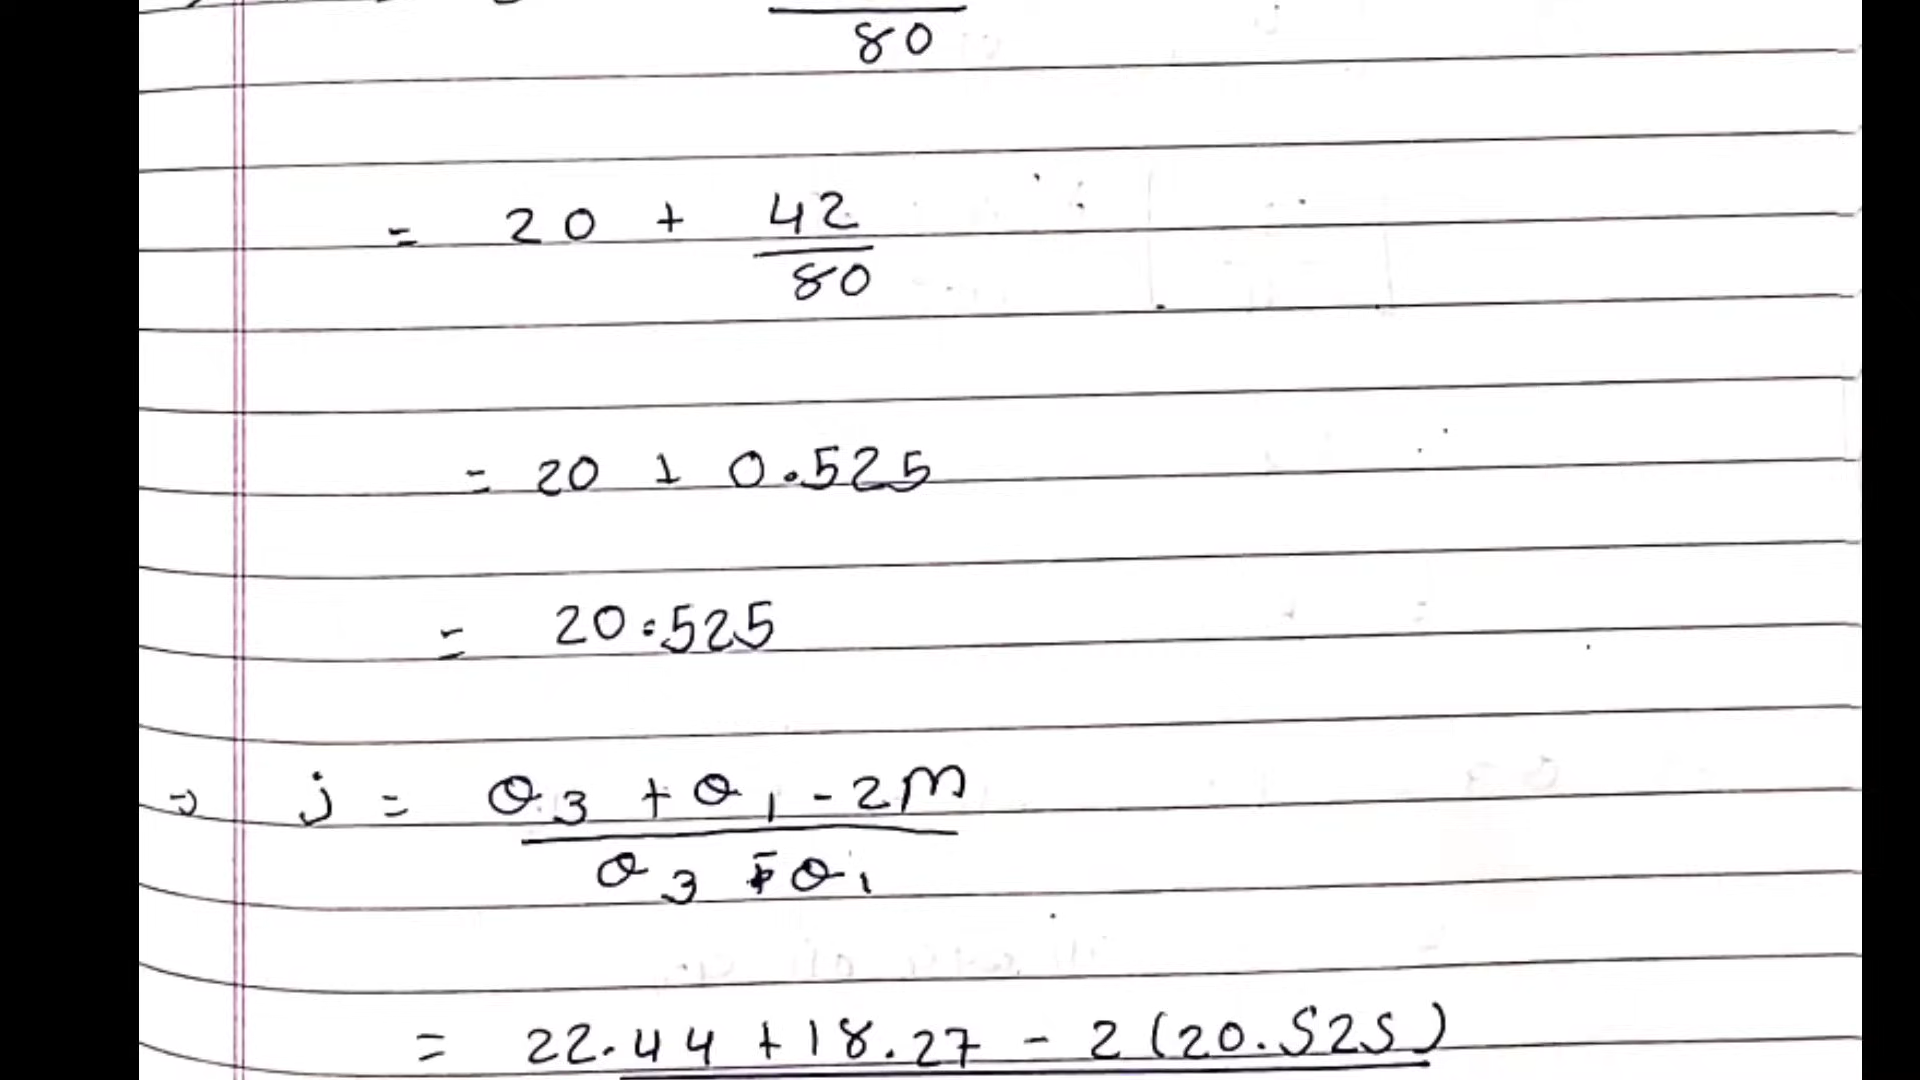 80
= 20 + 42
80
= 20 + 0.525
= 20.525
⇒ j = Q3 + Q1 - 2M
Q3 - Q1
= 22.44 + 18.27 - 2(20.525)